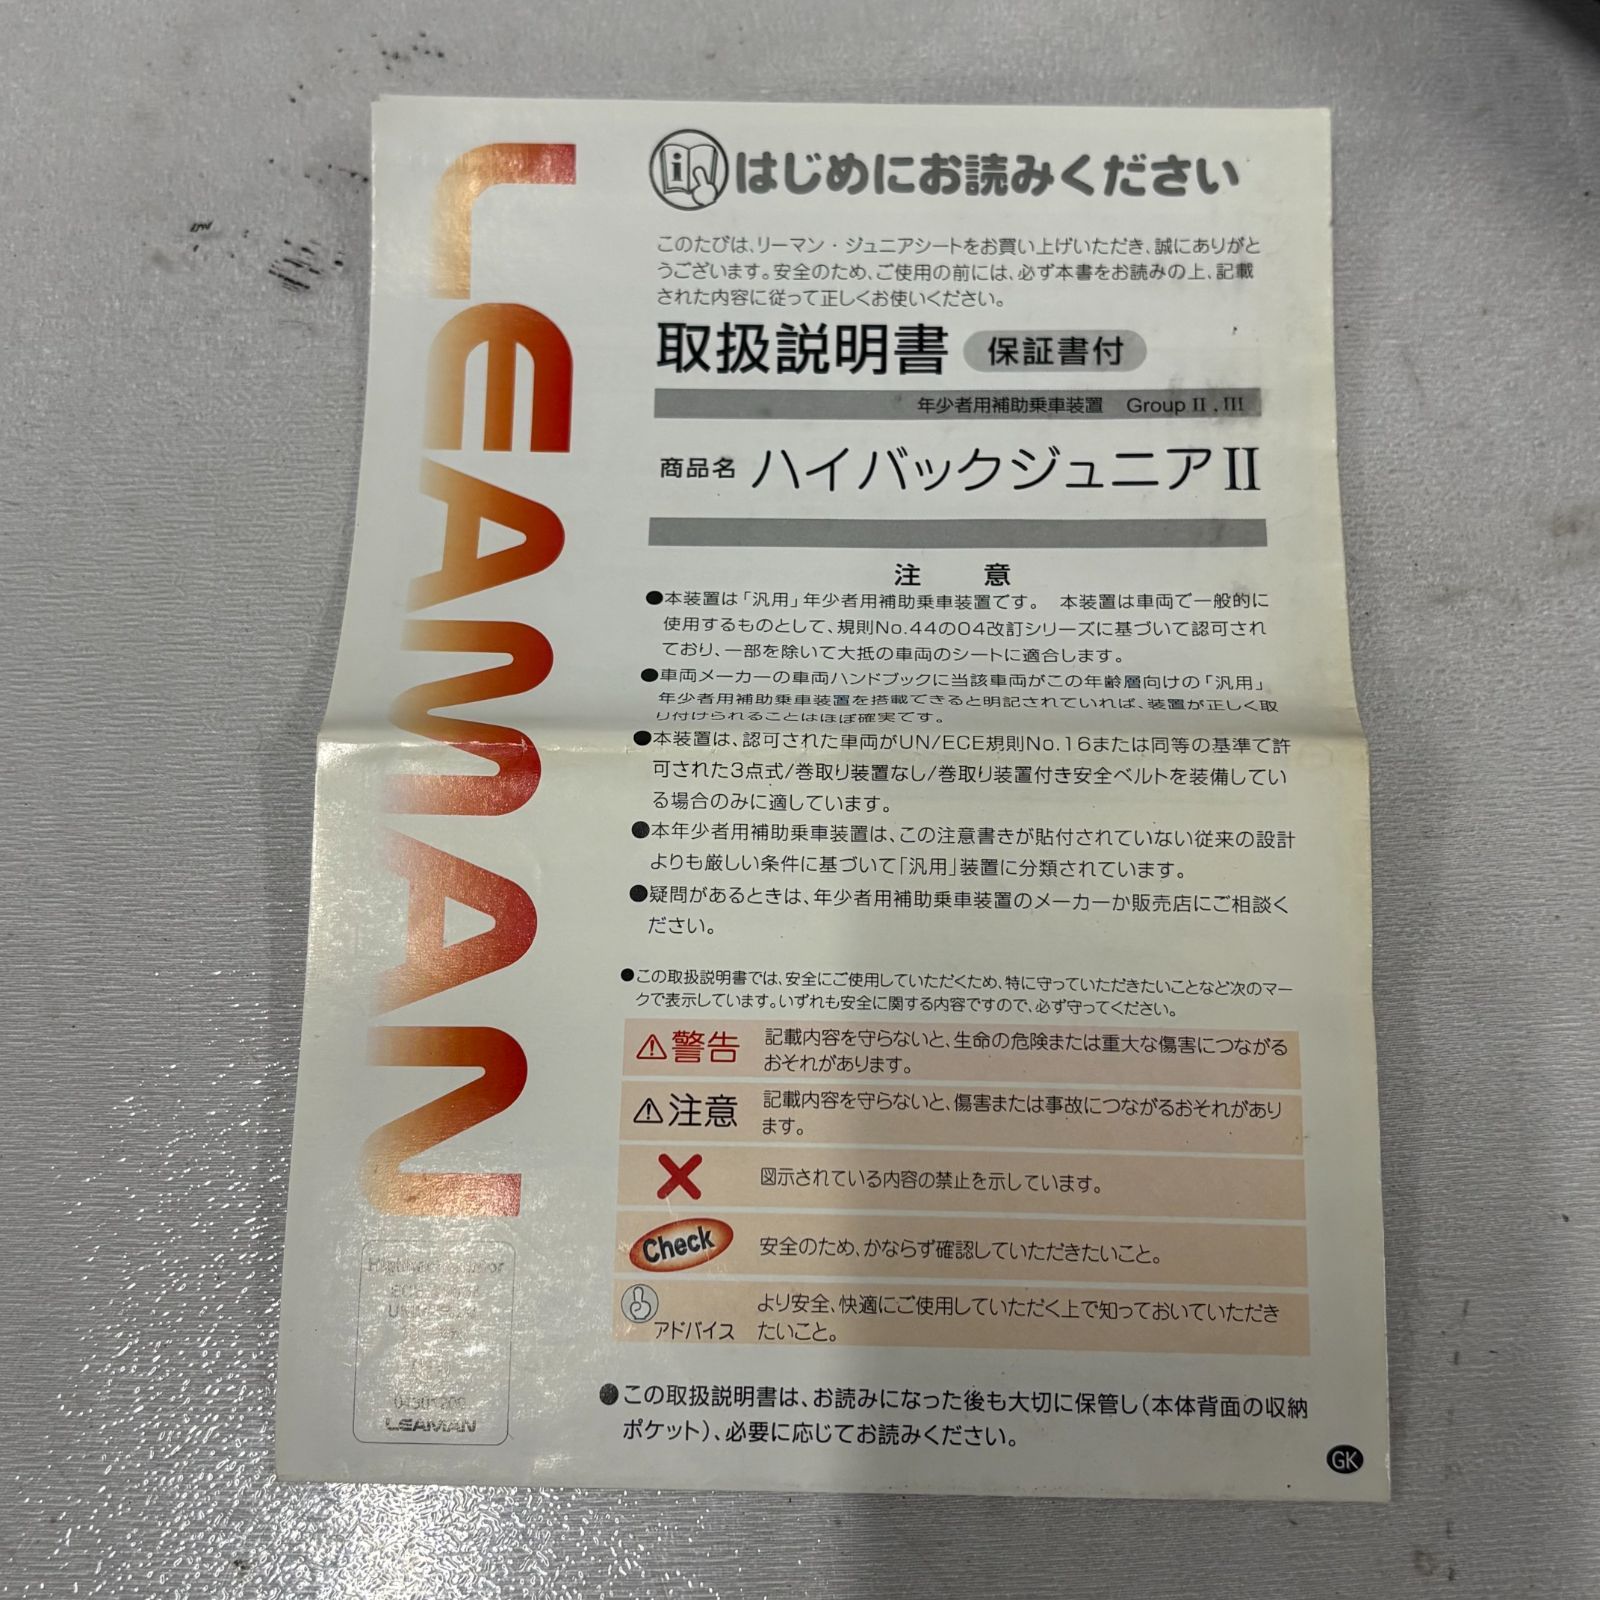 LEAMAN
はじめにお読みください
このたびは、リーマン・ジュニアシートをお買い上げいただき、誠にありがと
うございます。安全のため、ご使用の前には、必ず本書をお読みの上、記載
された内容に従って正しくお使いください。
取扱説明書 保証書付
年少者用補助乗車装置 Group II , III
商品名 ハイバックジュニアII
注 意
●本装置は「汎用」年少者用補助乗車装置です。 本装置は車両で一般的に
使用するものとして、規則No.44の04改訂シリーズに基づいて認可され
ており、一部を除いて大抵の車両のシートに適合します。
●車両メーカーの車両ハンドブックに当該車両がこの年齢層向けの「汎用」
年少者用補助乗車装置を搭載できると明記されていれば、装置が正しく取
り付けられることはほぼ確実です。
●本装置は、認可された車両がUN/ECE規則No.16または同等の基準で許
可された3点式/巻取り装置なし/巻取り装置付き安全ベルトを装備してい
る場合のみに適しています。
●本年少者用補助乗車装置は、この注意書きが貼付されていない従来の設計
よりも厳しい条件に基づいて「汎用」装置に分類されています。
●疑問があるときは、年少者用補助乗車装置のメーカーか販売店にご相談く
ださい。
●この取扱説明書では、安全にご使用していただくため、特に守っていただきたいことなど次のマー
クで表示しています。いずれも安全に関する内容ですので、必ず守ってください。
⚠警告 記載内容を守らないと、生命の危険または重大な傷害につながる
おそれがあります。
⚠注意 記載内容を守らないと、傷害または事故につながるおそれがあり
ます。
図示されている内容の禁止を示しています。
Check 安全のため、かならず確認していただきたいこと。
アドバイス より安全、快適にご使用していただく上で知っておいていただき
たいこと。
●この取扱説明書は、お読みになった後も大切に保管し(本体背面の収納
ポケット)、必要に応じてお読みください。
LEAMAN
GK